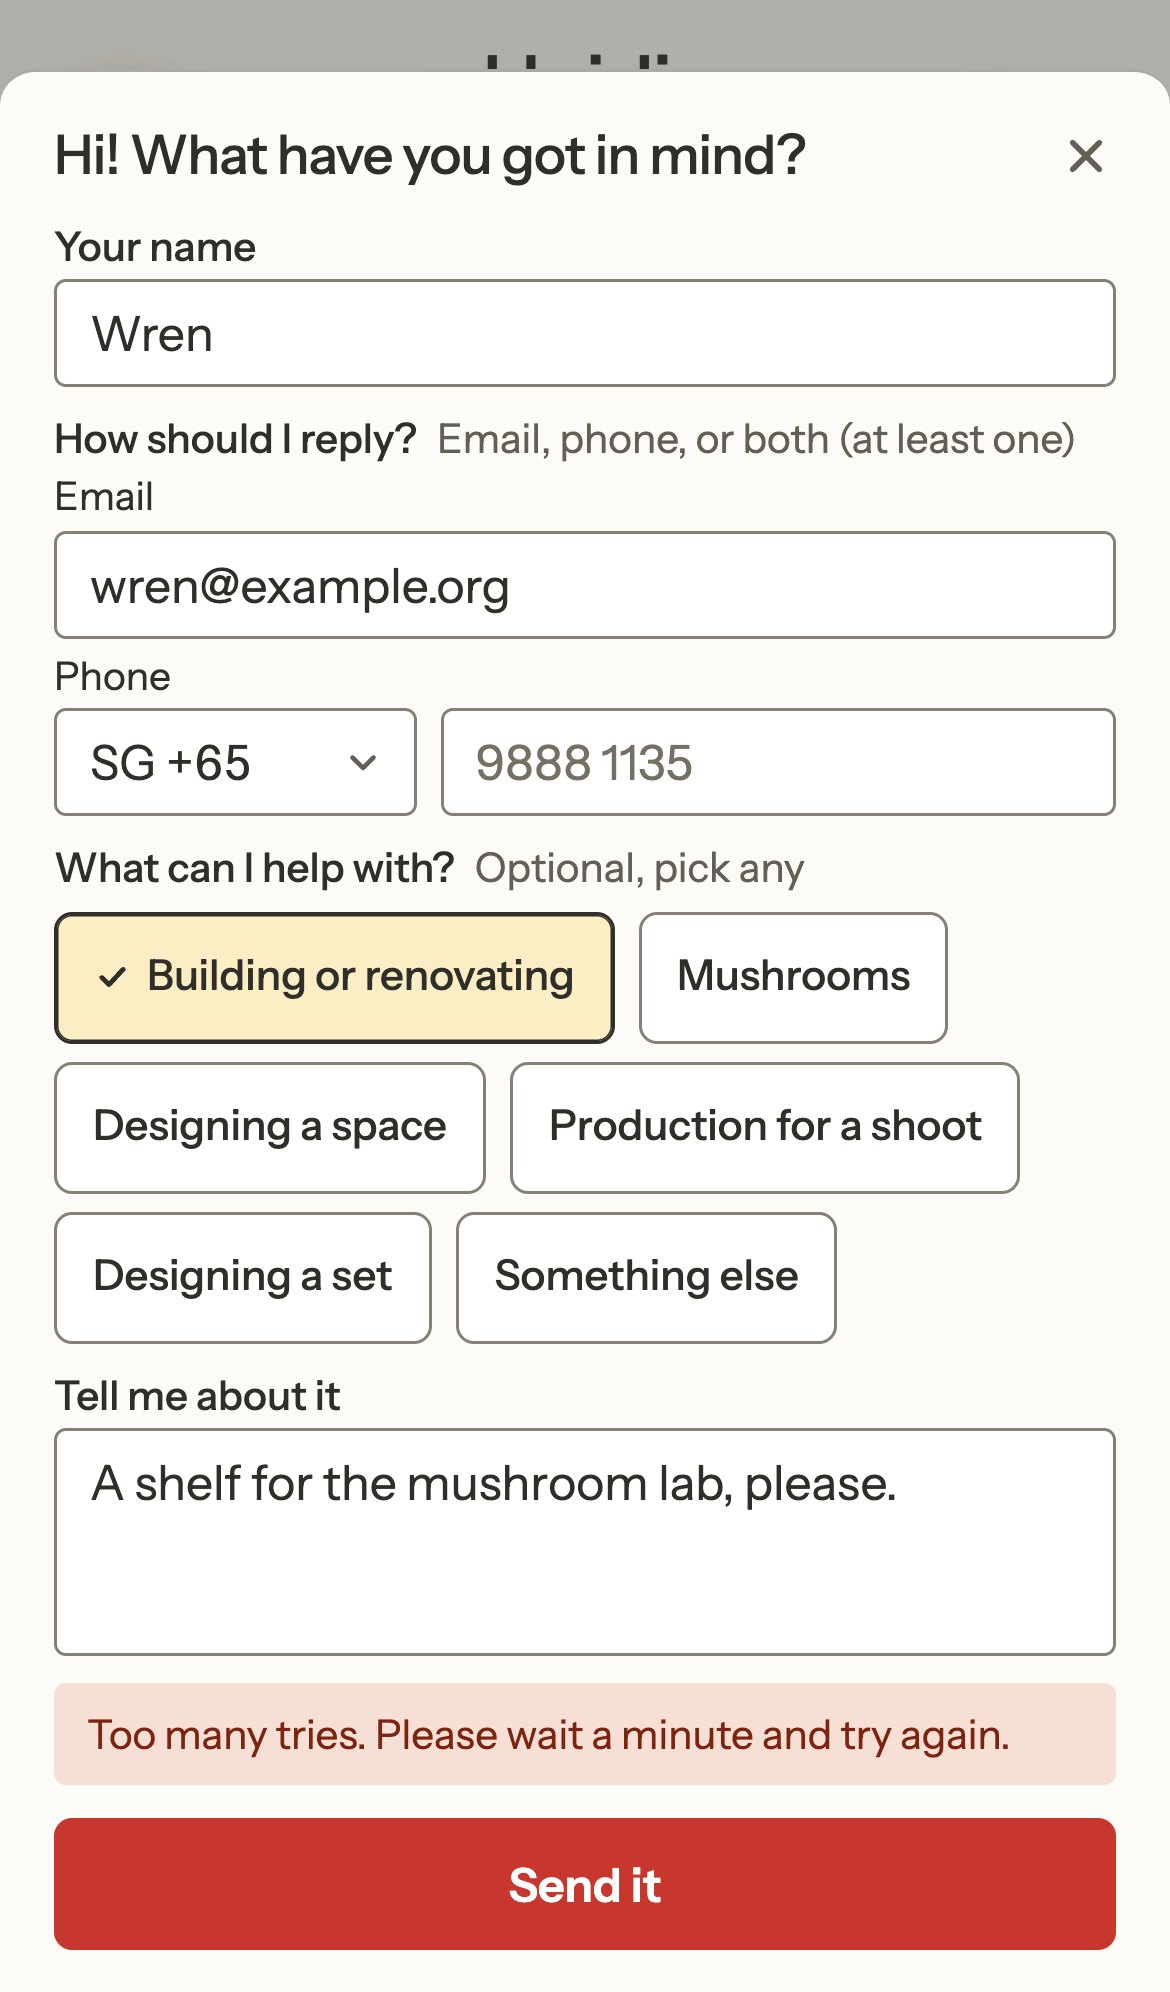 Hi! What have you got in mind?
Your name
Wren
How should I reply? Email, phone, or both (at least one)
Email
wren@example.org
Phone
SG +65 9888 1135
What can I help with? Optional, pick any
Building or renovating Mushrooms
Designing a space Production for a shoot
Designing a set Something else
Tell me about it
A shelf for the mushroom lab, please.
Too many tries. Please wait a minute and try again.
Send it